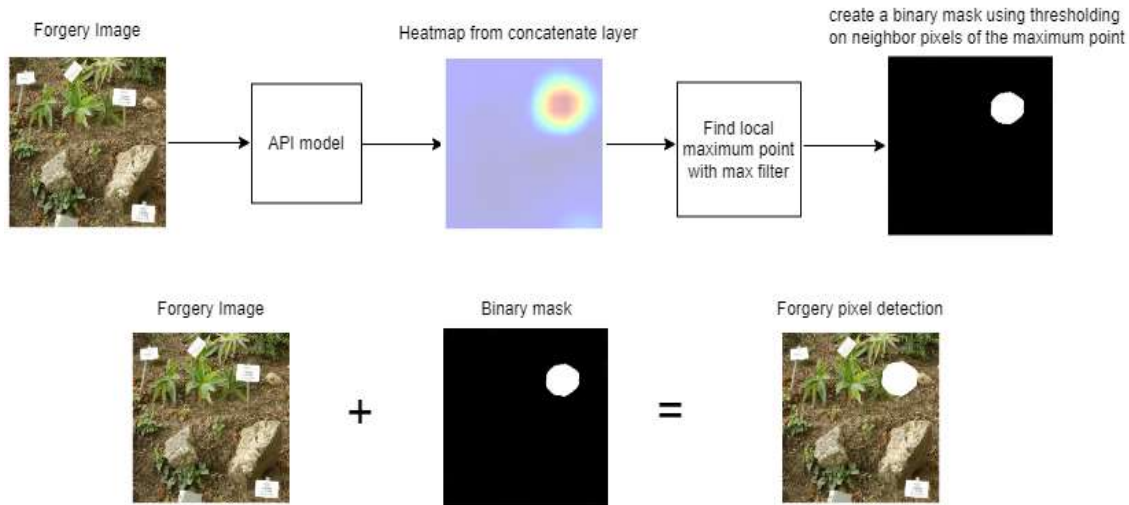 Forgery Image
API model
Heatmap from concatenate layer
Find local
maximum point
with max filter
create a binary mask using thresholding
on neighbor pixels of the maximum point
Forgery Image
+
Binary mask
=
Forgery pixel detection